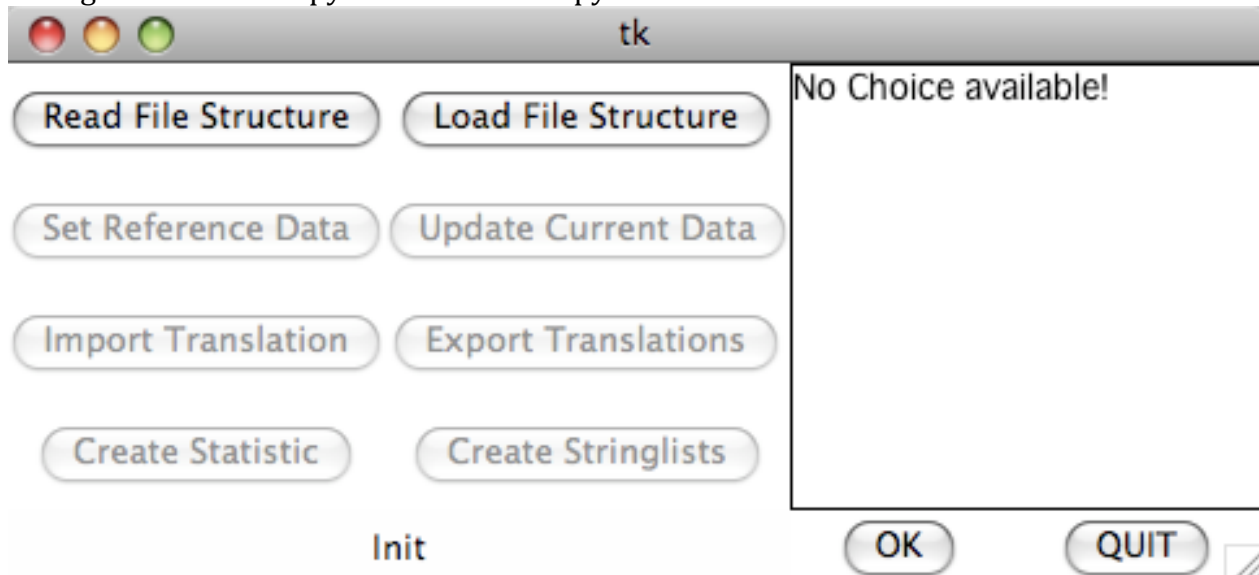 tk
Read File Structure Load File Structure
No Choice available!
Set Reference Data Update Current Data
Import Translation Export Translations
Create Statistic Create Stringlists
Init
OK QUIT